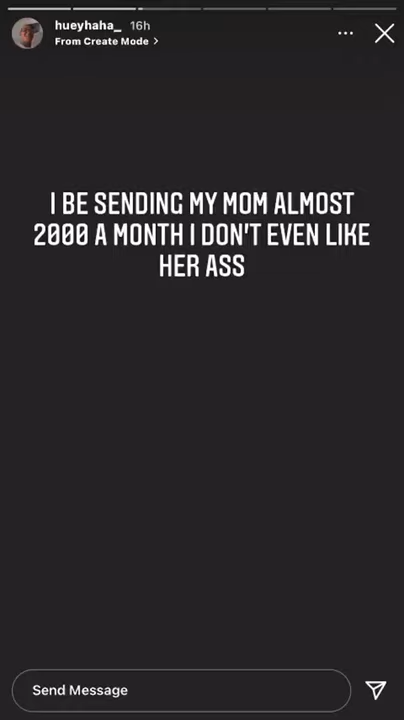 hueyhaha_ 16h
From Create Mode >
I BE SENDING MY MOM ALMOST
2000 A MONTH I DON'T EVEN LIKE
HER ASS
Send Message